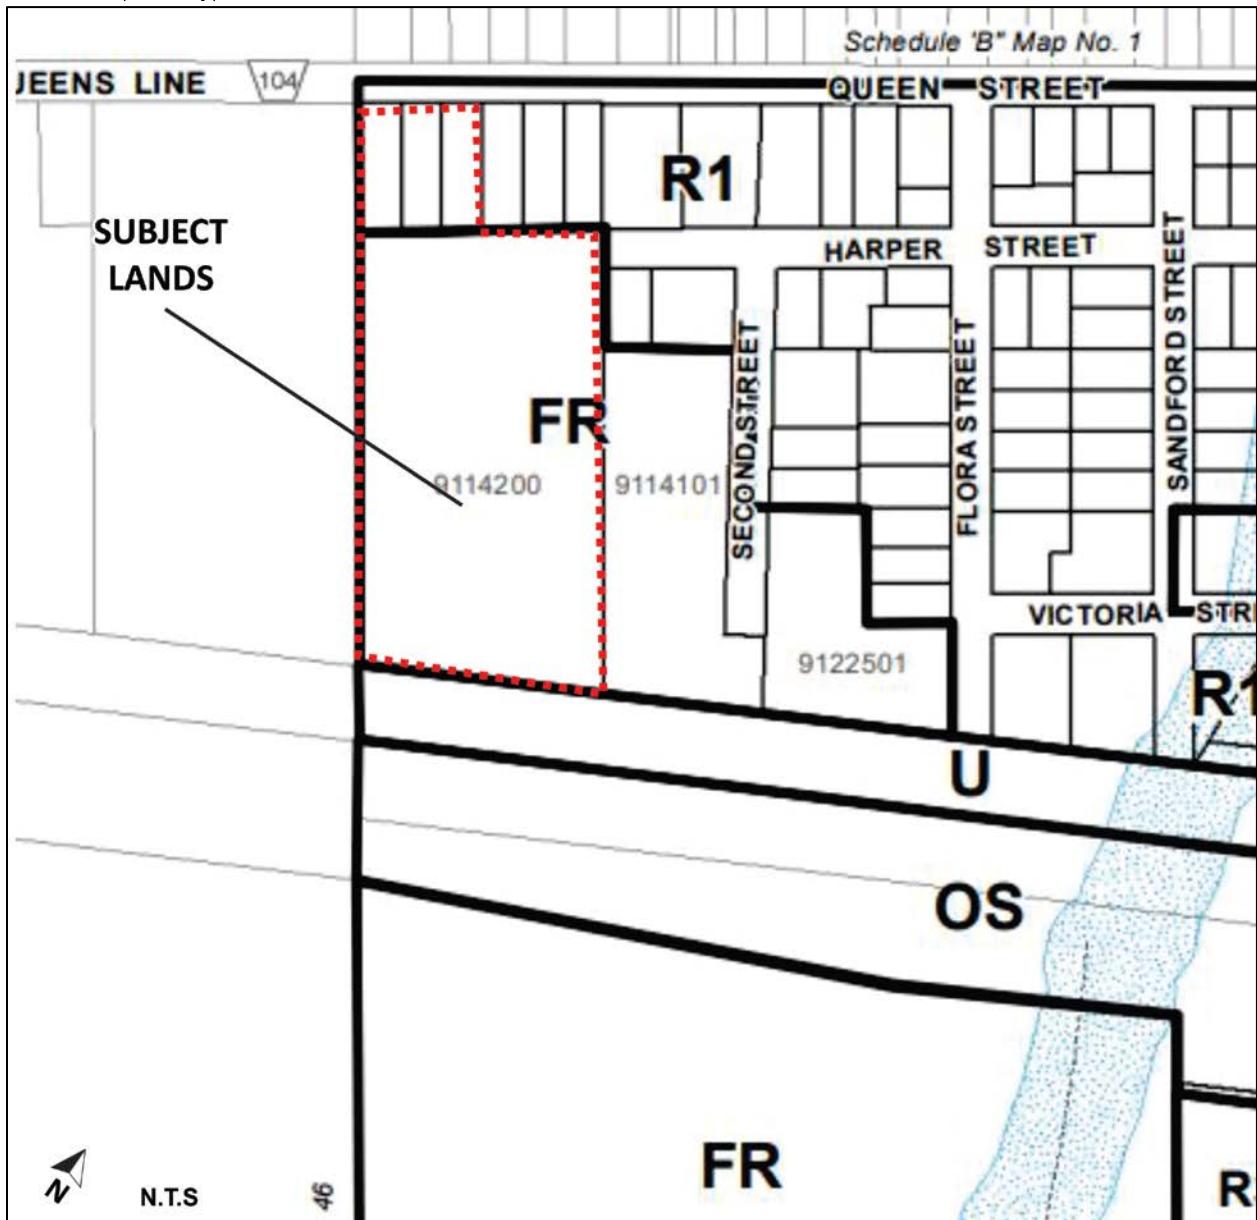 Schedule 'B" Map No. 1
UEENS LINE
104
QUEEN STREET
R1
SUBJECT
LANDS
HARPER STREET
SANDFORD STREET
SECOND STREET
FLORA STREET
FR
9114200
9114101
VICTORIA STR
9122501
R1
U
OS
FR
R
N
N.T.S
46